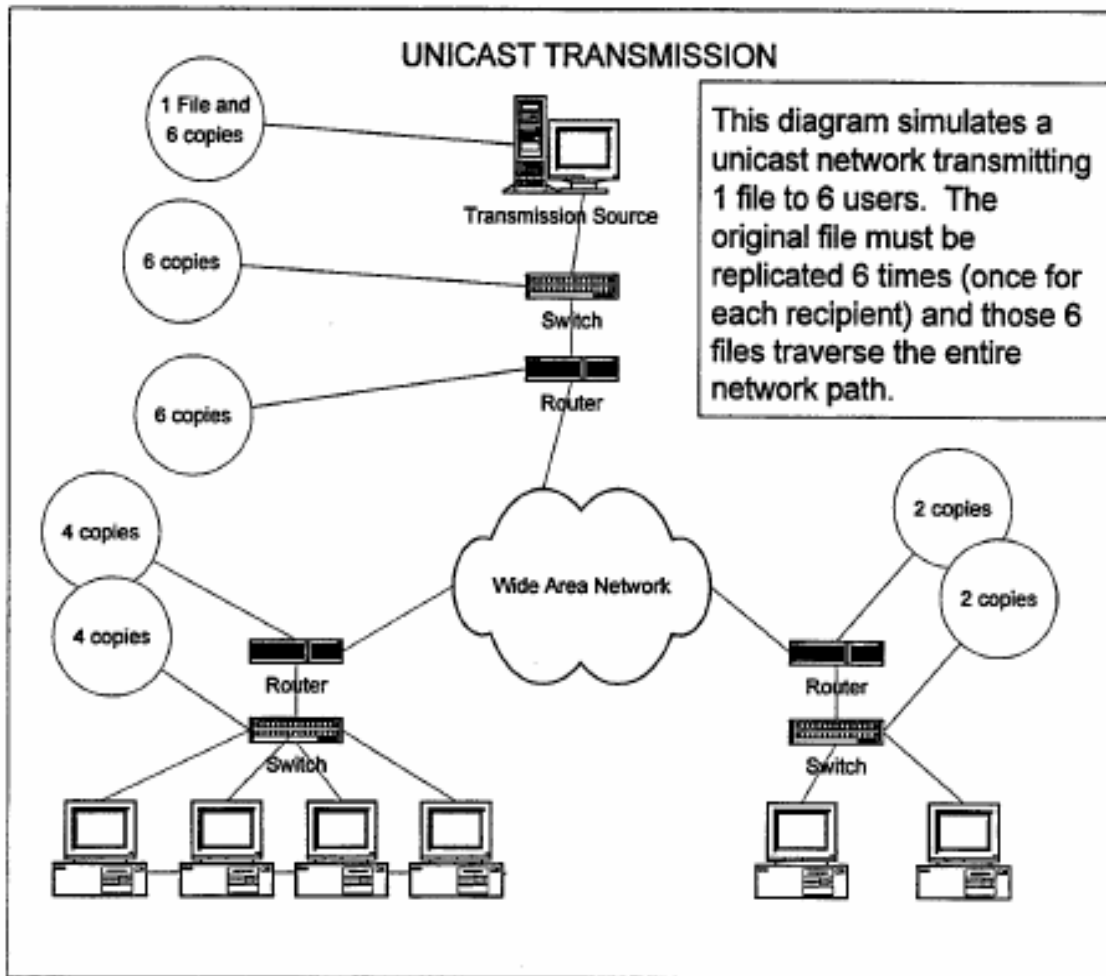 UNICAST TRANSMISSION
1 File and
6 copies
This diagram simulates a
unicast network transmitting
1 file to 6 users. The
original file must be
replicated 6 times (once for
each recipient) and those 6
files traverse the entire
network path.
Transmission Source
6 copies
Switch
6 copies
Router
4 copies
2 copies
Wide Area Network
4 copies
2 copies
Router
Router
Switch
Switch